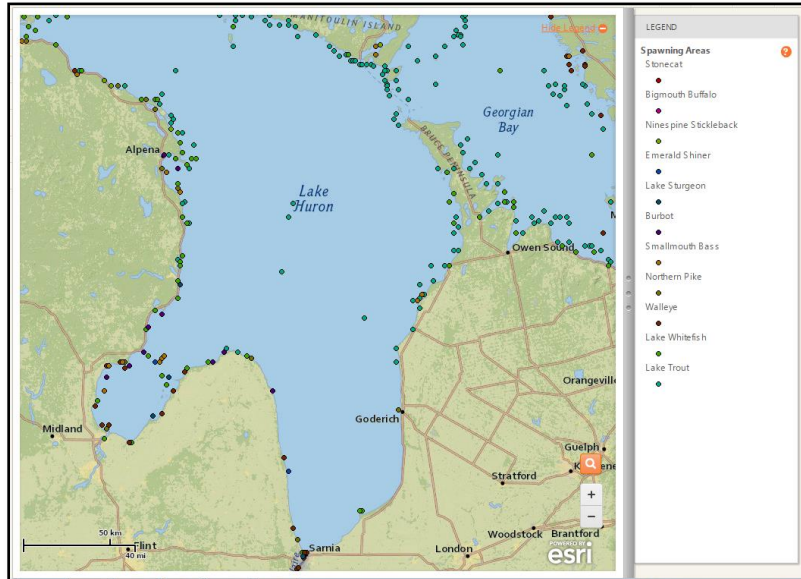 MANITOULIN ISLAND
Hide Legend
Georgian
Bay
BRUCE PENINSULA
Alpena
Lake
Huron
Owen Sound
Orangeville
Goderich
Midland
Guelph
Stratford
50 km
40 mi
Flint
Sarnia
London
Woodstock
Brantford
+
−
POWERED BY
esri
LEGEND
Spawning Areas
?
Stonecat
Bigmouth Buffalo
Ninespine Stickleback
Emerald Shiner
Lake Sturgeon
Burbot
Smallmouth Bass
Northern Pike
Walleye
Lake Whitefish
Lake Trout